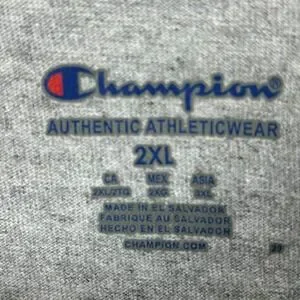 Champion
AUTHENTIC ATHLETICWEAR
2XL
CA MEX ASIA
2XL/2TG 2XG 3XL
MADE IN EL SALVADOR
FABRIQUÉ AU SALVADOR
HECHO EN EL SALVADOR
CHAMPION.COM